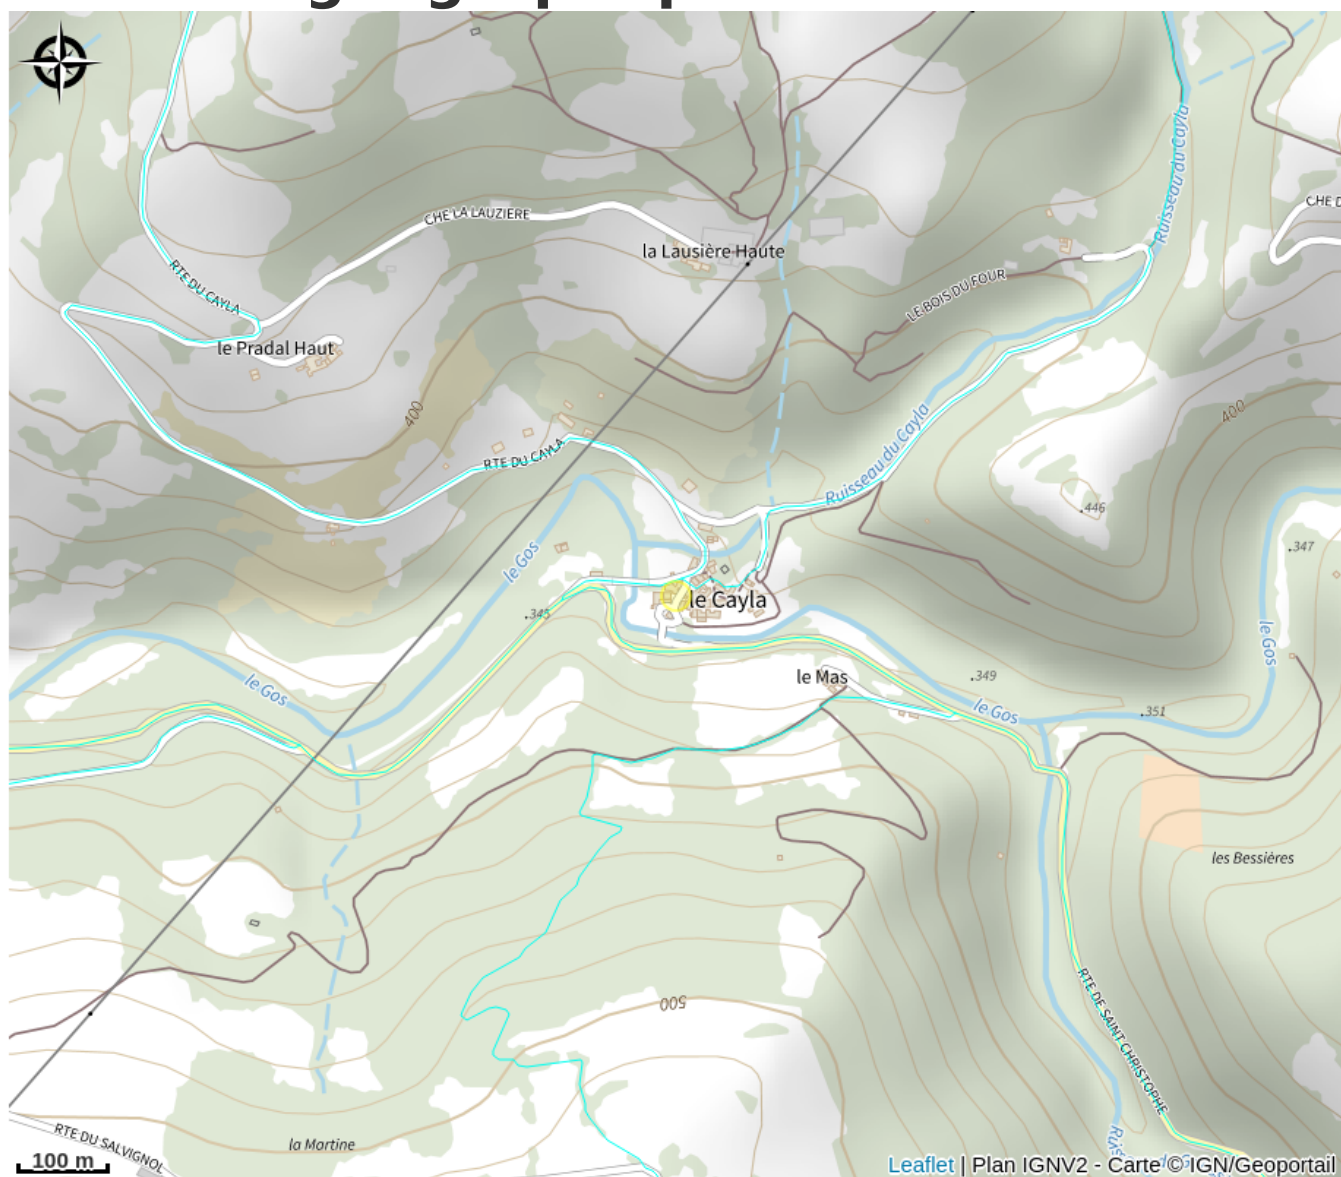 CHE LA LAUZIERE
la Lausière Haute
Ruisseau du Cayla
RTE DU CAYLA
LE BOIS DU FOUR
le Pradal Haut
400
400
RTE DU CAYLA
Ruisseau du Cayla
.446
le Gos
.347
le Cayla
.345
le Gos
le Mas
.349
le Gos
le Gos
.351
les Bessières
500
RTE DE SAINT-CHRISTOPHE
RTE DU SALVIGNOL
la Martine
100 m
Leaflet | Plan IGNV2 - Carte © IGN/Geoportail